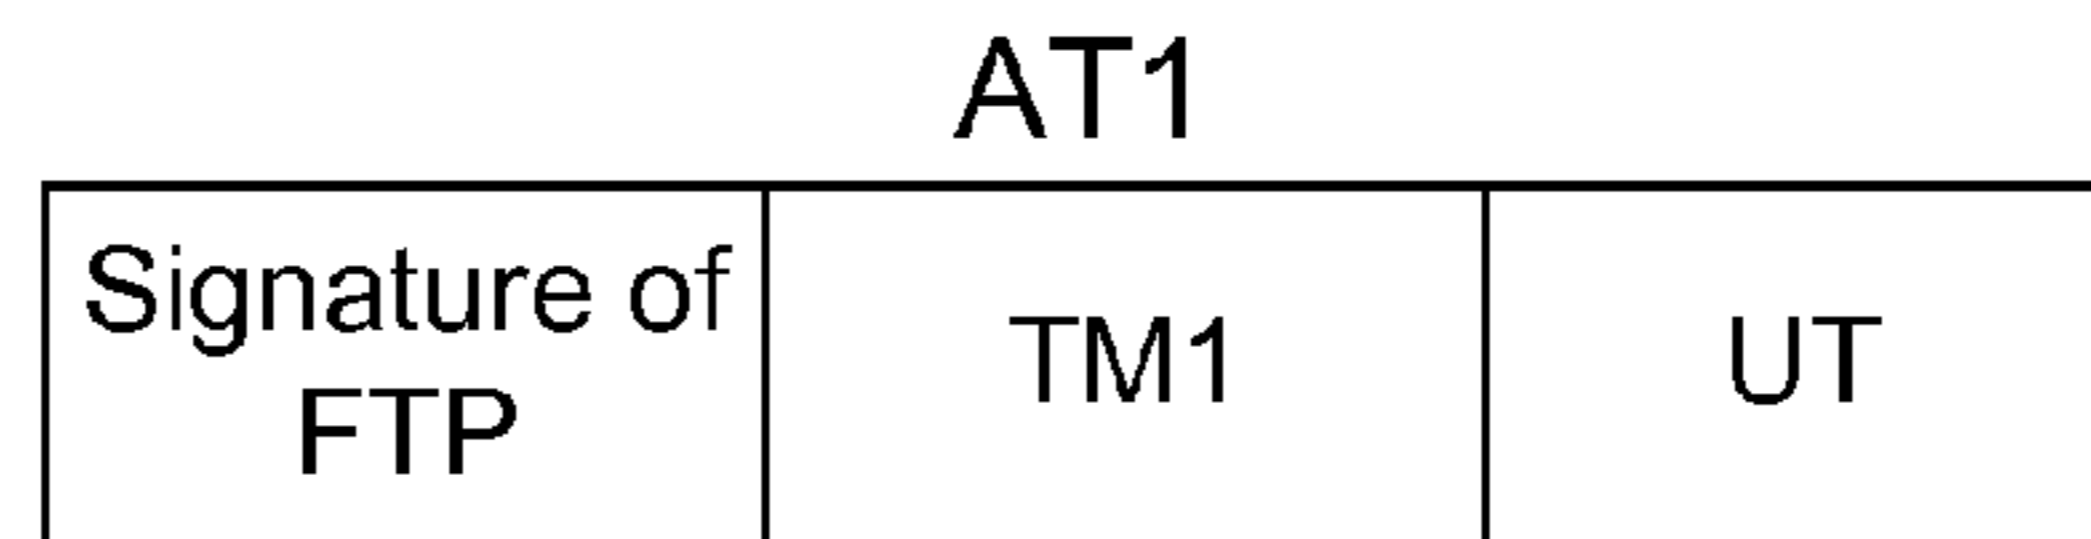 AT1
Signature of
FTP
TM1
UT